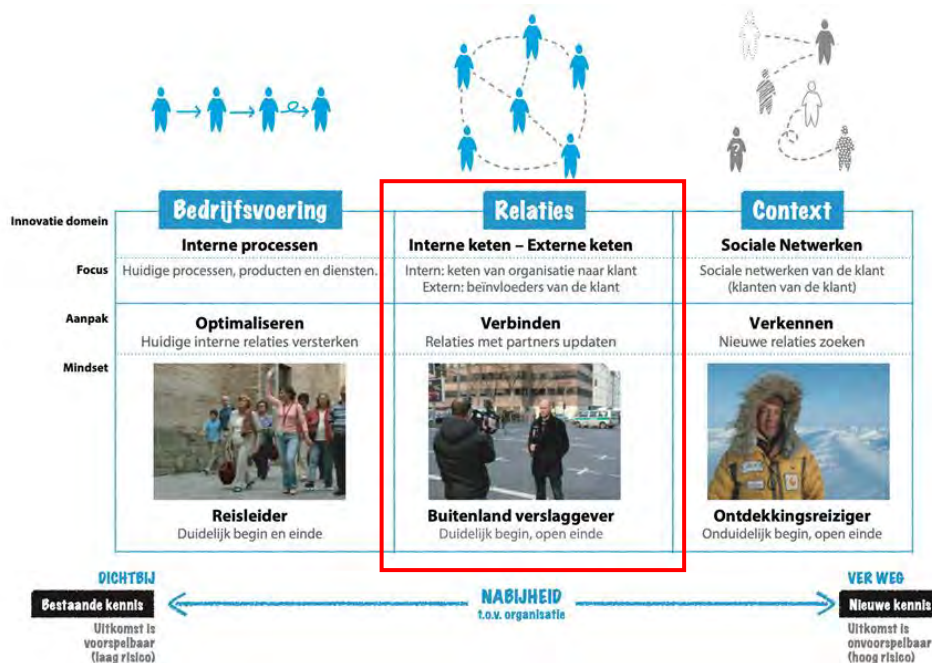 ?
Innovatie domein
Bedrijfsvoering
Relaties
Context
Interne processen
Interne keten – Externe keten
Sociale Netwerken
Focus
Huidige processen, producten en diensten.
Intern: keten van organisatie naar klant
Extern: beïnvloeders van de klant
Sociale netwerken van de klant
(klanten van de klant)
Aanpak
Optimaliseren
Huidige interne relaties versterken
Verbinden
Relaties met partners updaten
Verkennen
Nieuwe relaties zoeken
Mindset
Reisleider
Duidelijk begin en einde
Buitenland verslaggever
Duidelijk begin, open einde
Ontdekkingsreiziger
Onduidelijk begin, open einde
DICHTBIJ
Bestaande kennis
Uitkomst is
voorspelbaar
(laag risico)
NABIJHEID
t.o.v. organisatie
VER WEG
Nieuwe kennis
Uitkomst is
onvoorspelbaar
(hoog risico)